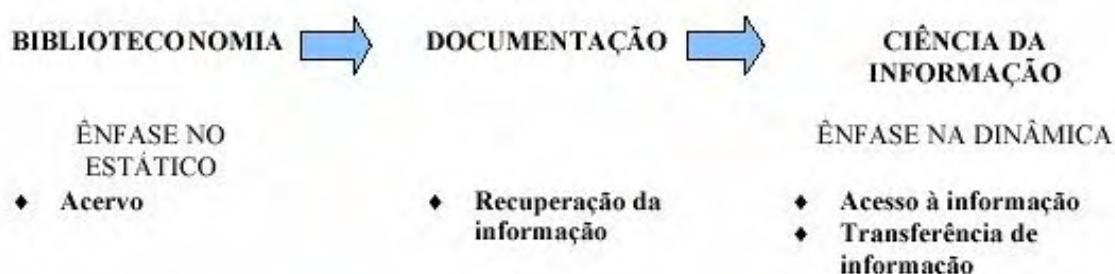 BIBLIOTECONOMIA
DOCUMENTAÇÃO
CIÊNCIA DA
INFORMAÇÃO
ÊNFASE NO
ESTÁTICO
ÊNFASE NA DINÂMICA
♦ Acervo
♦ Recuperação da
informação
♦ Acesso à informação
♦ Transferência de
informação